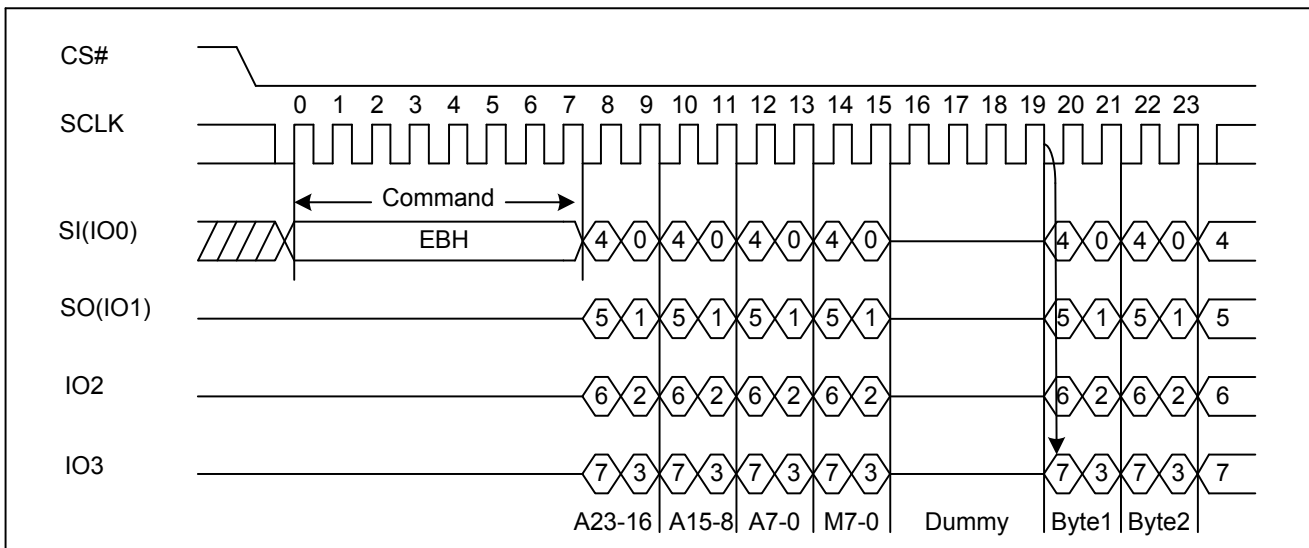 CS#
0 1 2 3 4 5 6 7 8 9 10 11 12 13 14 15 16 17 18 19 20 21 22 23
SCLK
Command
SI(IO0) EBH 4 0 4 0 4 0 4 0 4 0 4 0 4
SO(IO1) 5 1 5 1 5 1 5 1 5 1 5 1 5
IO2 6 2 6 2 6 2 6 2 6 2 6 2 6
IO3 7 3 7 3 7 3 7 3 7 3 7 3 7
A23-16 A15-8 A7-0 M7-0 Dummy Byte1 Byte2